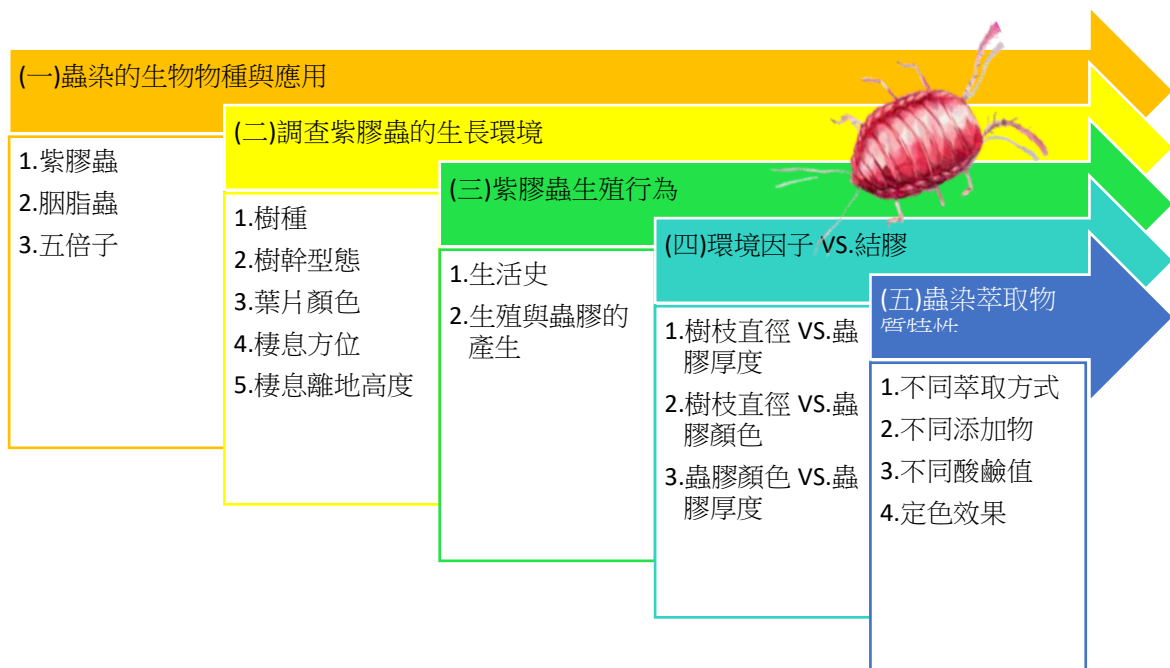 (一)蟲染的生物物種與應用
1.紫膠蟲
2.胭脂蟲
3.五倍子
(二)調查紫膠蟲的生長環境
1.樹種
2.樹幹型態
3.葉片顏色
4.棲息方位
5.棲息離地高度
(三)紫膠蟲生殖行為
1.生活史
2.生殖與蟲膠的
產生
(四)環境因子 VS.結膠
1.樹枝直徑 VS.蟲
膠厚度
2.樹枝直徑 VS.蟲
膠顏色
3.蟲膠顏色 VS.蟲
膠厚度
(五)蟲染萃取物
質特性
1.不同萃取方式
2.不同添加物
3.不同酸鹼值
4.定色效果